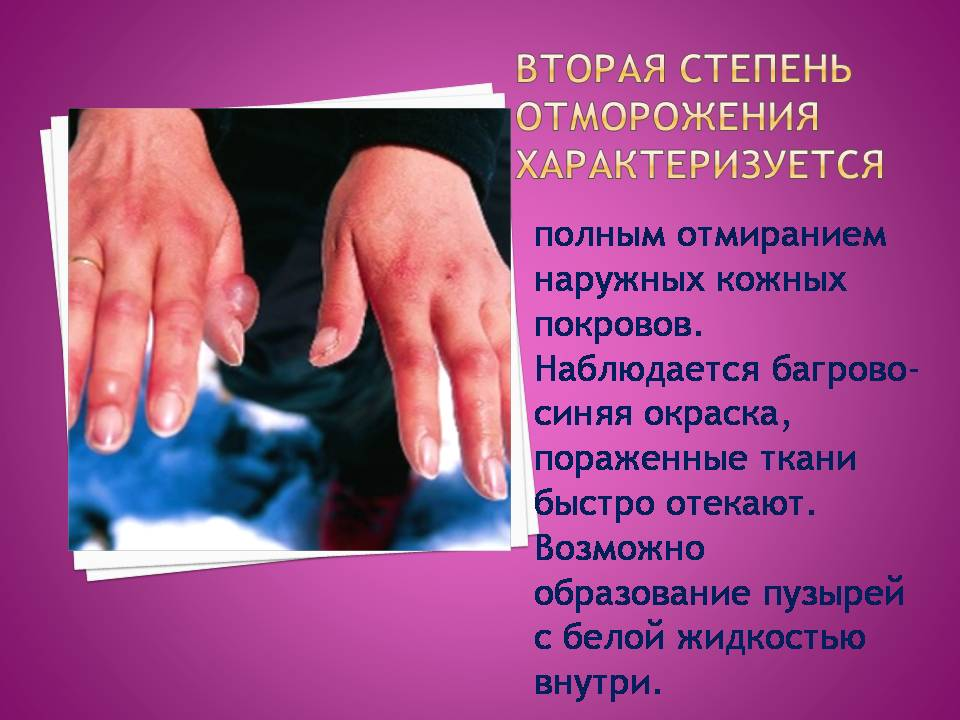 ВТОРАЯ СТЕПЕНЬ
ОТМОРОЖЕНИЯ
ХАРАКТЕРИЗУЕТСЯ
полным отмиранием
наружных кожных
покровов.
Наблюдается багрово-
синяя окраска,
пораженные ткани
быстро отекают.
Возможно
образование пузырей
с белой жидкостью
внутри.